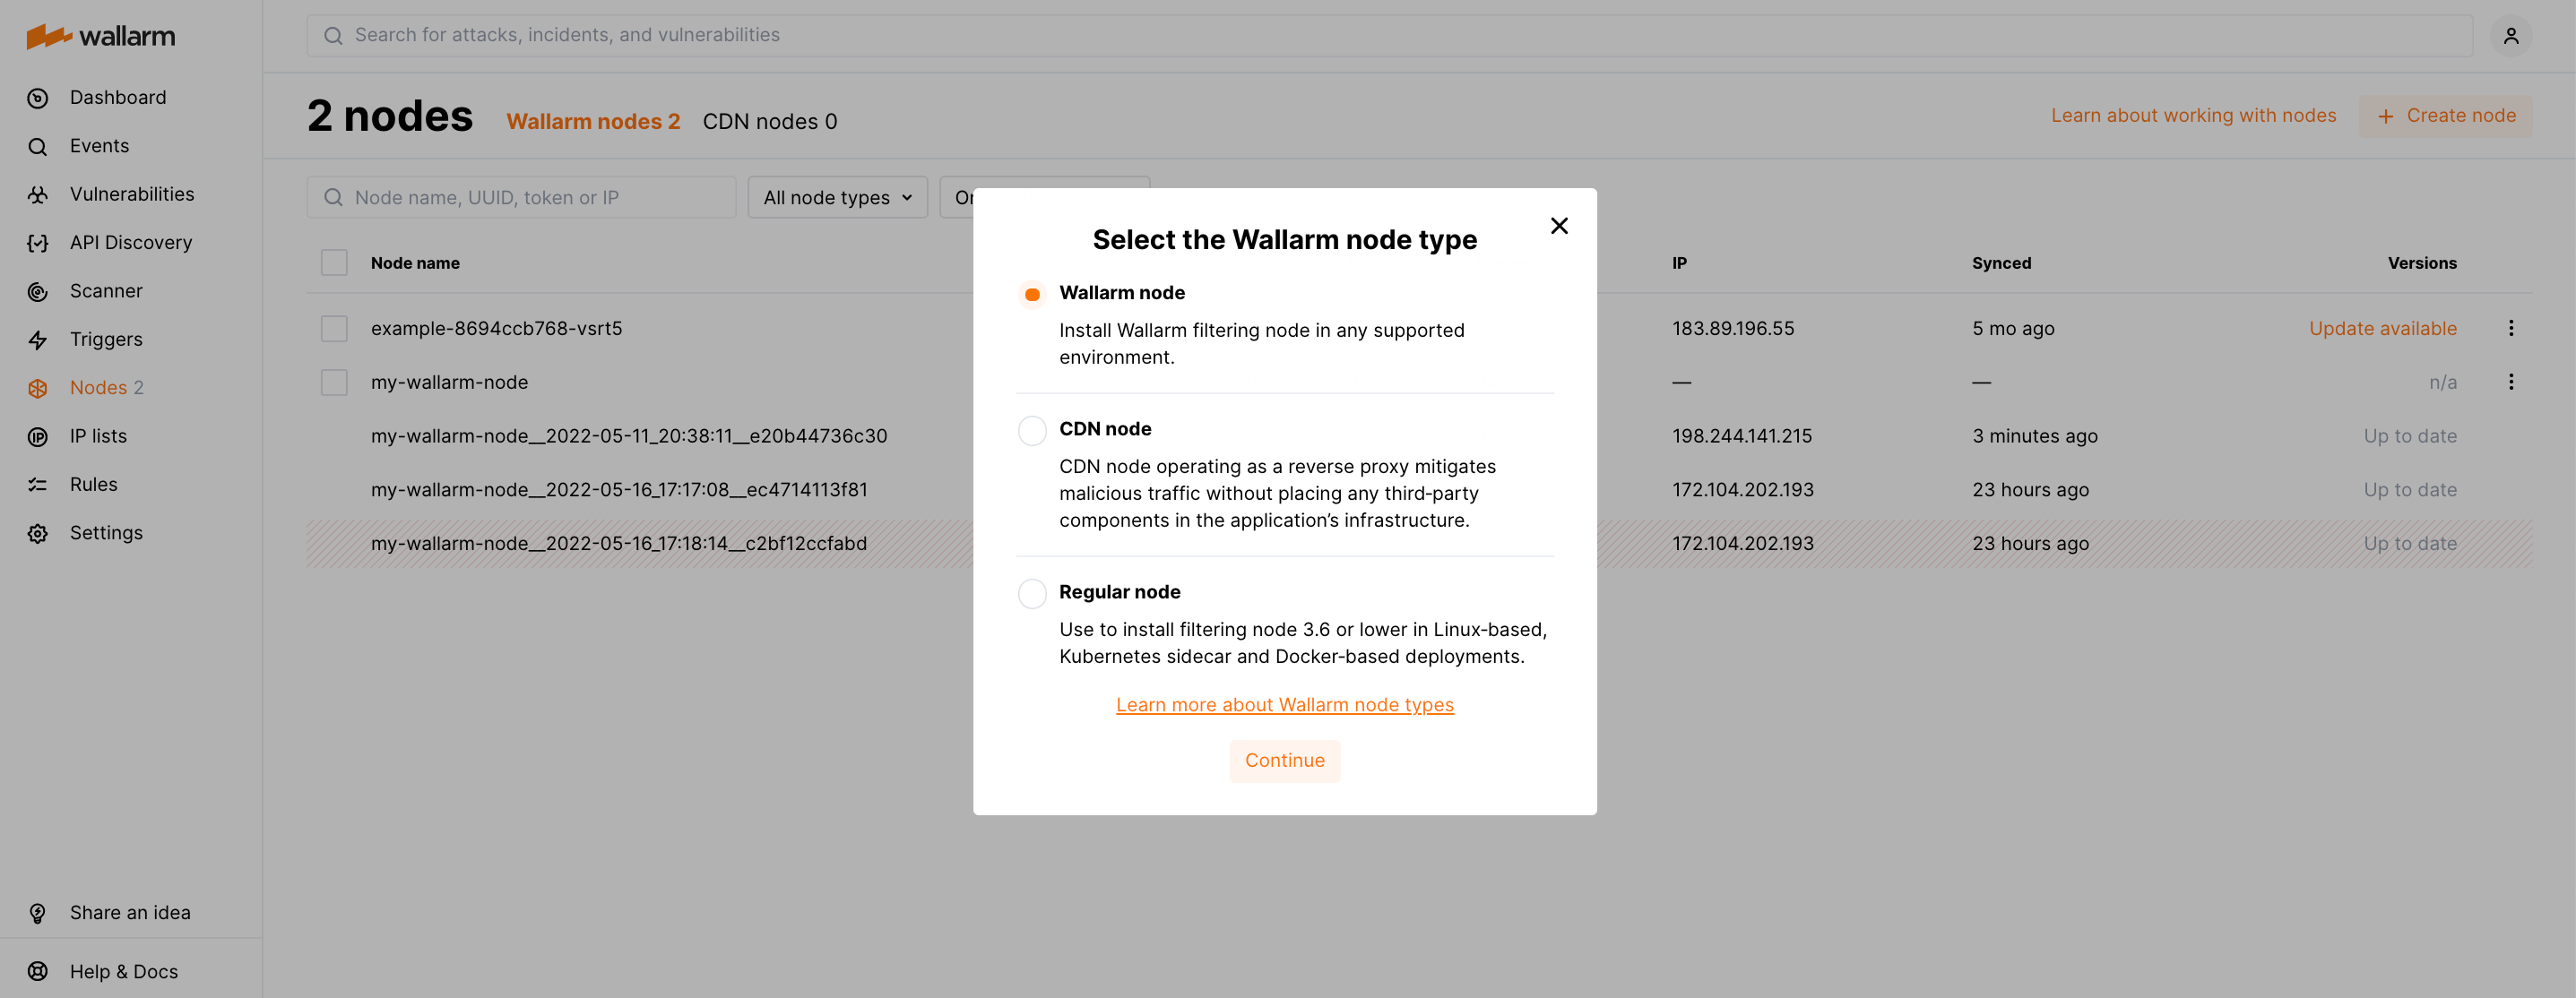 wallarm
Search for attacks, incidents, and vulnerabilities
Dashboard
Events
Vulnerabilities
API Discovery
Scanner
Triggers
Nodes 2
IP lists
Rules
Settings
Share an idea
Help & Docs
2 nodes Wallarm nodes 2 CDN nodes 0
Learn about working with nodes + Create node
Node name, UUID, token or IP All node types
Node name IP Synced Versions
example-8694ccb768-vsrt5 183.89.196.55 5 mo ago Update available
my-wallarm-node — — n/a
my-wallarm-node__2022-05-11_20:38:11__e20b44736c30 198.244.141.215 3 minutes ago Up to date
my-wallarm-node__2022-05-16_17:17:08__ec4714113f81 172.104.202.193 23 hours ago Up to date
my-wallarm-node__2022-05-16_17:18:14__c2bf12ccfabd 172.104.202.193 23 hours ago Up to date
Select the Wallarm node type
Wallarm node
Install Wallarm filtering node in any supported
environment.
CDN node
CDN node operating as a reverse proxy mitigates
malicious traffic without placing any third-party
components in the application’s infrastructure.
Regular node
Use to install filtering node 3.6 or lower in Linux-based,
Kubernetes sidecar and Docker-based deployments.
Learn more about Wallarm node types
Continue